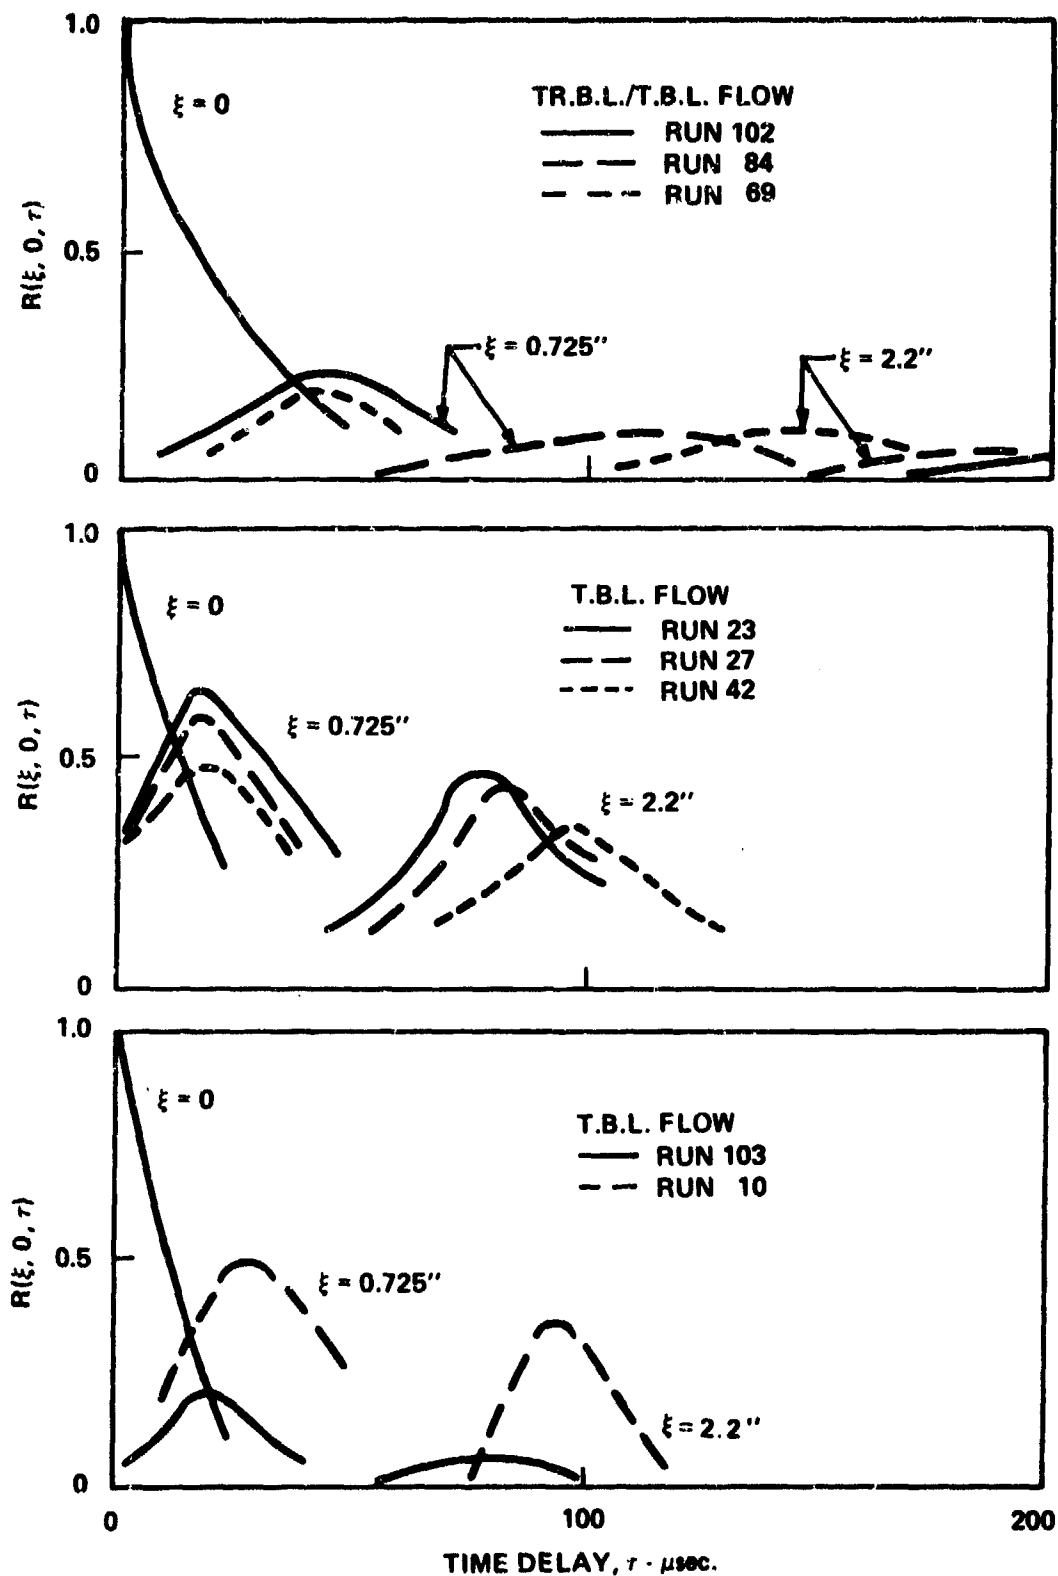 1.0
ξ = 0
TR.B.L./T.B.L. FLOW
RUN 102
RUN 84
RUN 69
R(ξ, 0, τ)
0.5
ξ = 0.725"
ξ = 2.2"
0
1.0
ξ = 0
T.B.L. FLOW
RUN 23
RUN 27
RUN 42
R(ξ, 0, τ)
ξ = 0.725"
0.5
ξ = 2.2"
0
1.0
ξ = 0
T.B.L. FLOW
RUN 103
RUN 10
R(ξ, 0, τ)
0.5
ξ = 0.725"
ξ = 2.2"
0
0 100 200
TIME DELAY, τ - μsec.